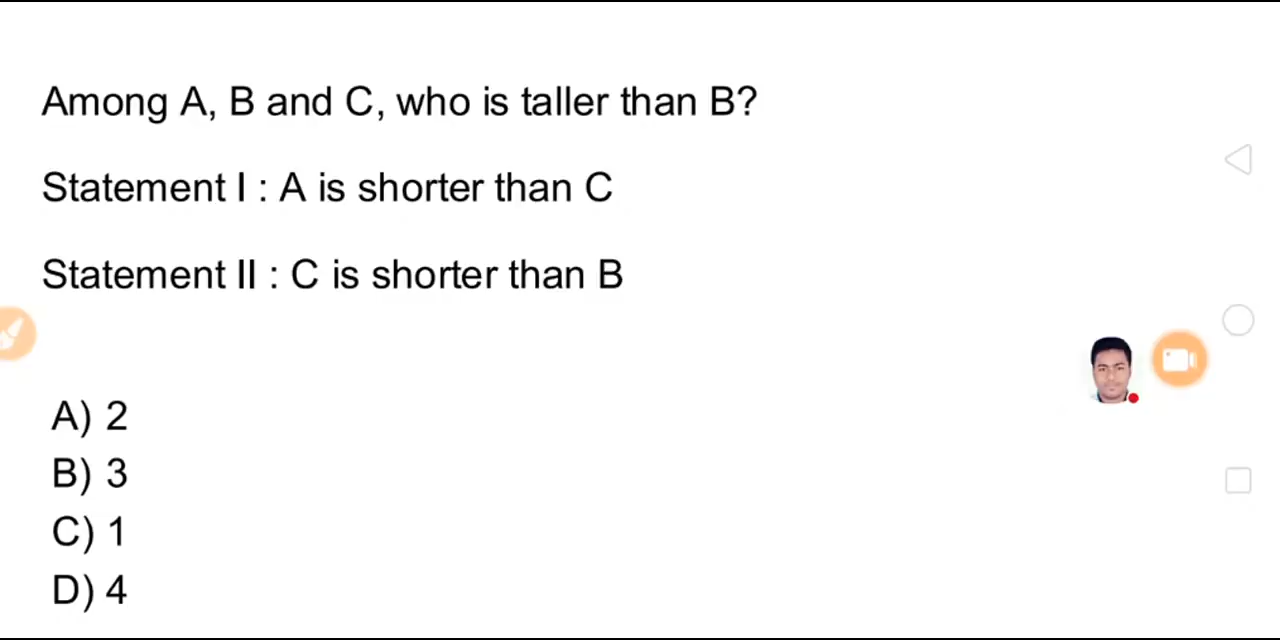 Among A, B and C, who is taller than B?
Statement I : A is shorter than C
Statement II : C is shorter than B
A) 2
B) 3
C) 1
D) 4